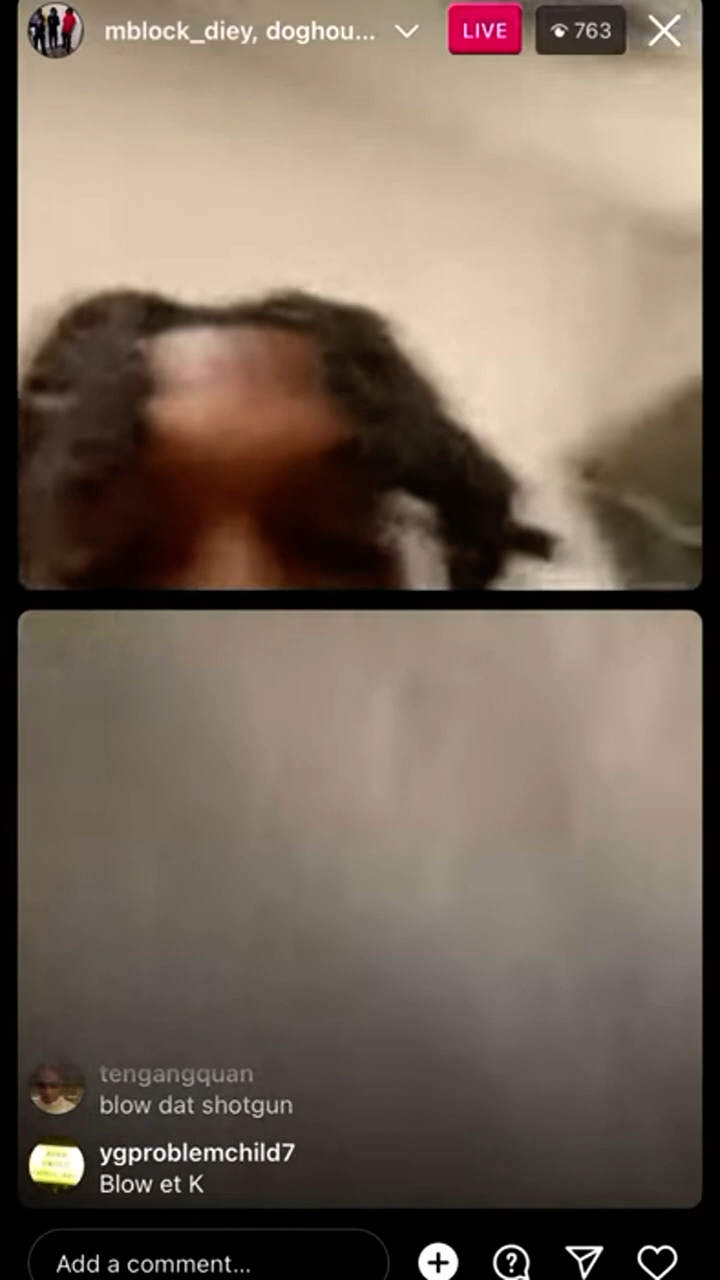 mblock_diey, doghou...
LIVE
763
tengangquan
blow dat shotgun
ygproblemchild7
Blow et K
Add a comment...